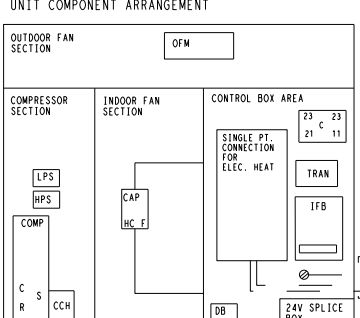 UNIT COMPONENT ARRANGEMENT
OUTDOOR FAN
SECTION
OFM
COMPRESSOR
SECTION
INDOOR FAN
SECTION
CONTROL BOX AREA
23 23
C
21 11
SINGLE PT.
CONNECTION
FOR
ELEC. HEAT
TRAN
LPS
HPS
CAP
HC F
IFB
COMP
C
S
R
CCH
DB
24V SPLICE
BOX